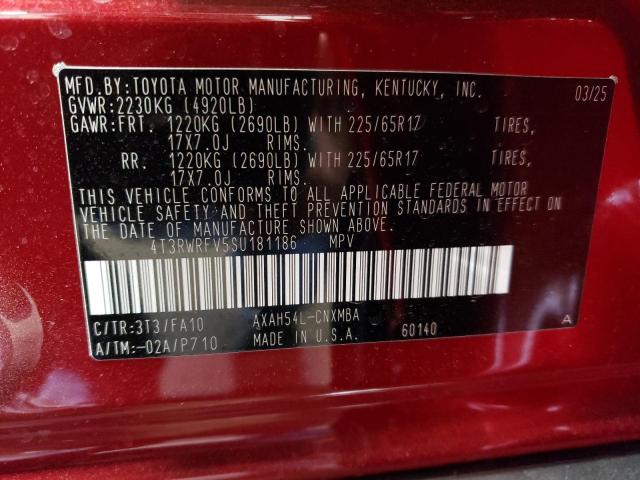 MFD.BY:TOYOTA MOTOR MANUFACTURING, KENTUCKY, INC. 03/25
GVWR:2230KG (4920LB)
GAWR:FRT. 1220KG (2690LB) WITH 225/65R17 TIRES,
17X7.0J RIMS.
RR. 1220KG (2690LB) WITH 225/65R17 TIRES,
17X7.0J RIMS.
THIS VEHICLE CONFORMS TO ALL APPLICABLE FEDERAL MOTOR
VEHICLE SAFETY AND THEFT PREVENTION STANDARDS IN EFFECT ON
THE DATE OF MANUFACTURE SHOWN ABOVE.
4T3RWRFV5SU181186 MPV
C/TR:3T3/FA10 AXAH54L-CNXMBA
A/TM:-02A/P710 MADE IN U.S.A. 60140 A